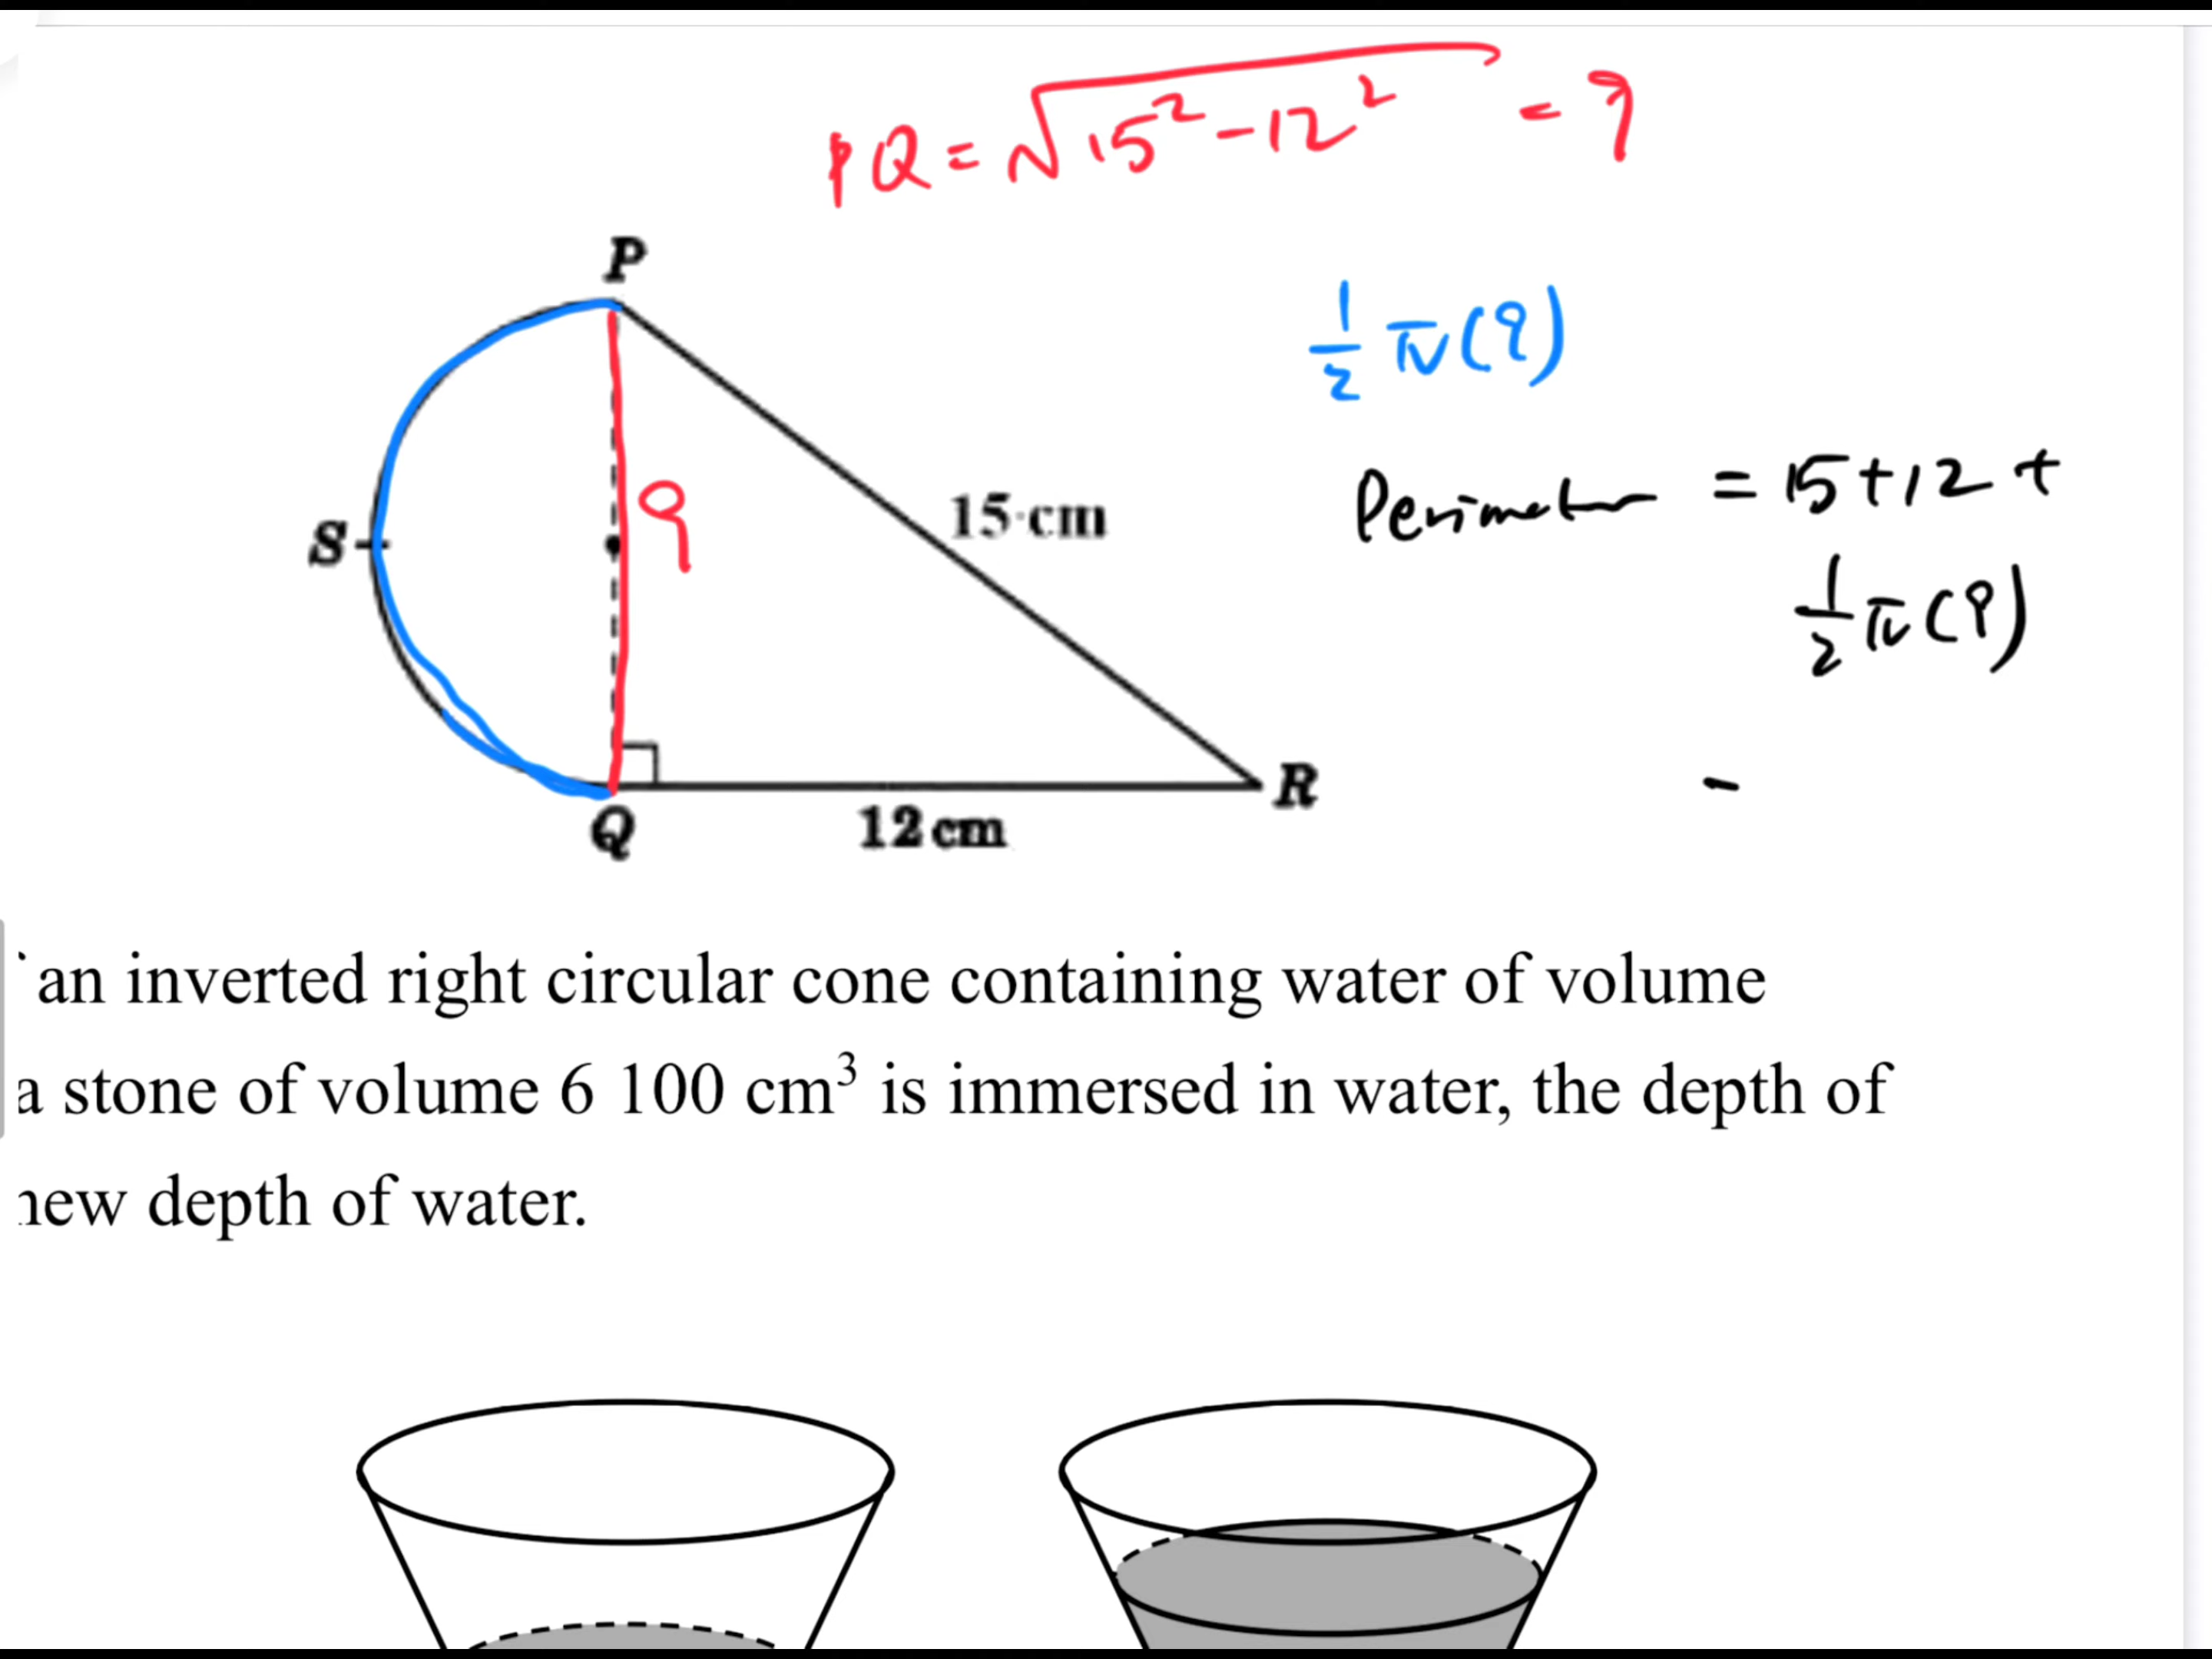 PQ = √15² - 12² = 9
P
½ π(9)
Perimeter = 15 + 12 +
S
9
15 cm
½ π(9)
-
R
Q
12 cm
an inverted right circular cone containing water of volume
a stone of volume 6 100 cm³ is immersed in water, the depth of
new depth of water.